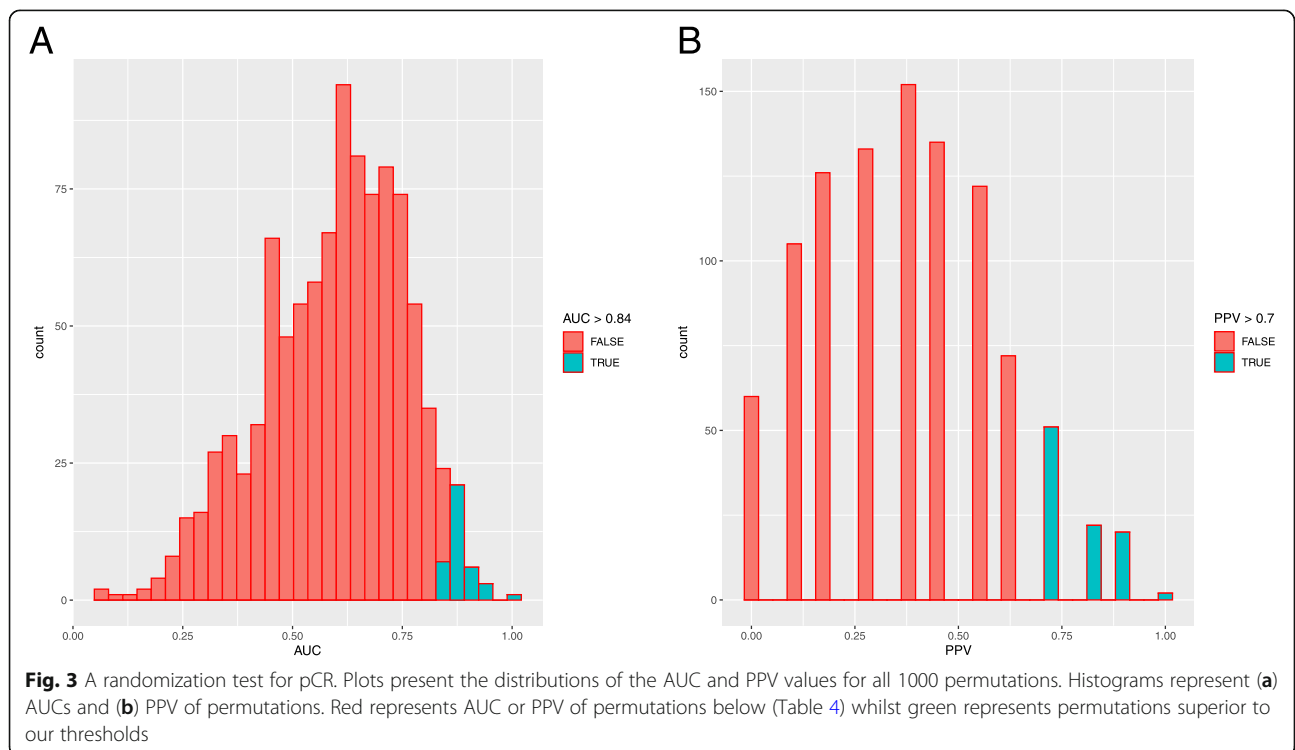 A
75
50
25
0
count
0.00 0.25 0.50 0.75 1.00
AUC
AUC > 0.84
FALSE
TRUE
B
150
100
50
0
count
0.00 0.25 0.50 0.75 1.00
PPV
PPV > 0.7
FALSE
TRUE
Fig. 3 A randomization test for pCR. Plots present the distributions of the AUC and PPV values for all 1000 permutations. Histograms represent (a)
AUCs and (b) PPV of permutations. Red represents AUC or PPV of permutations below (Table 4) whilst green represents permutations superior to
our thresholds